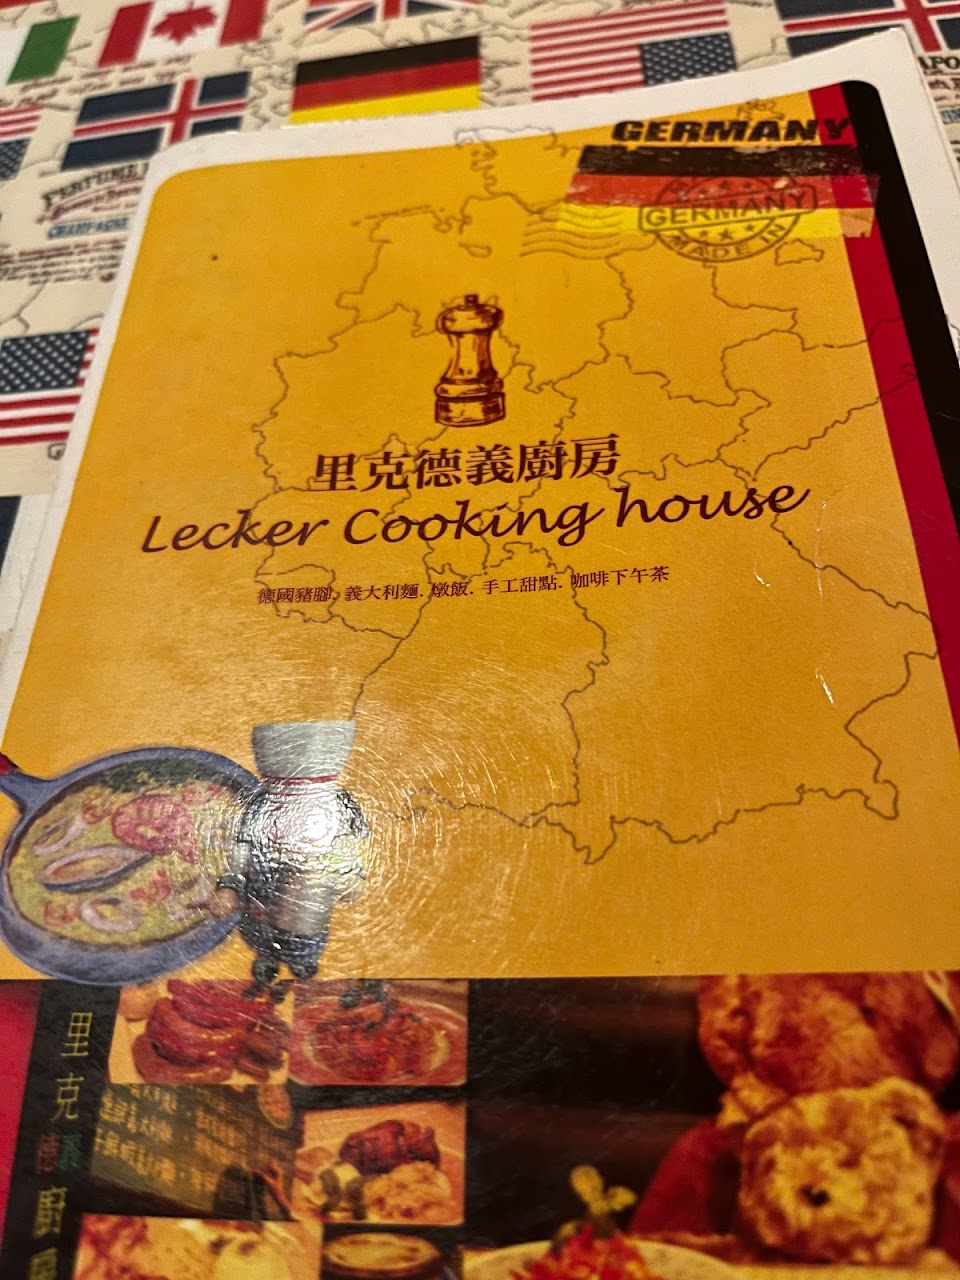 GERMANY
GERMANY
MADE IN
里克德義廚房
Lecker Cooking house
德國豬腳. 義大利麵. 燉飯. 手工甜點. 咖啡下午茶
里克德義廚房